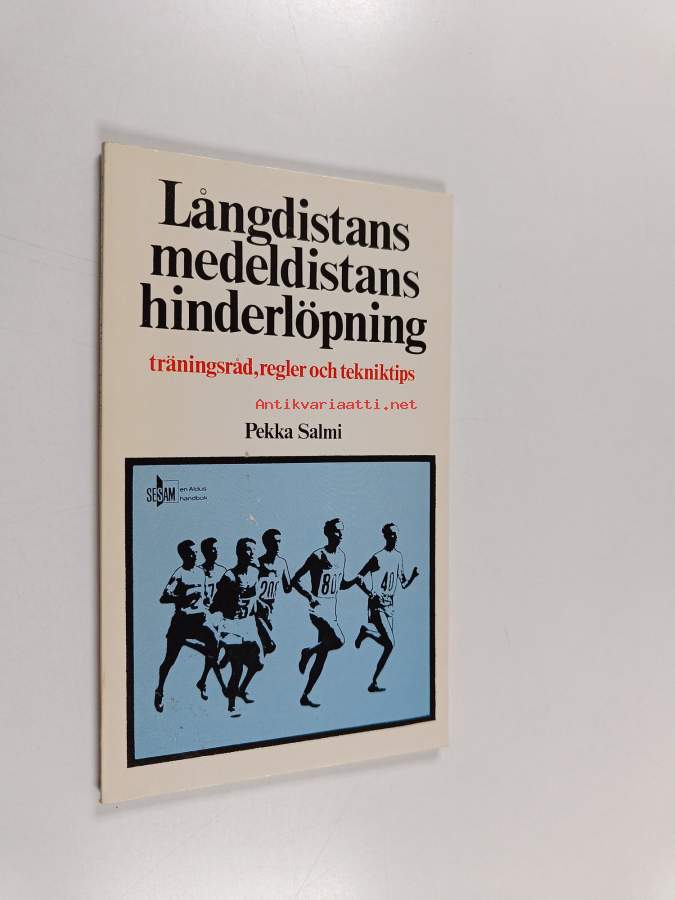 Långdistans
medeldistans
hinderlöpning
träningsråd, regler och tekniktips
Antikvariaatti.net
Pekka Salmi
SESAM en Aldus
handbok
200
80
40